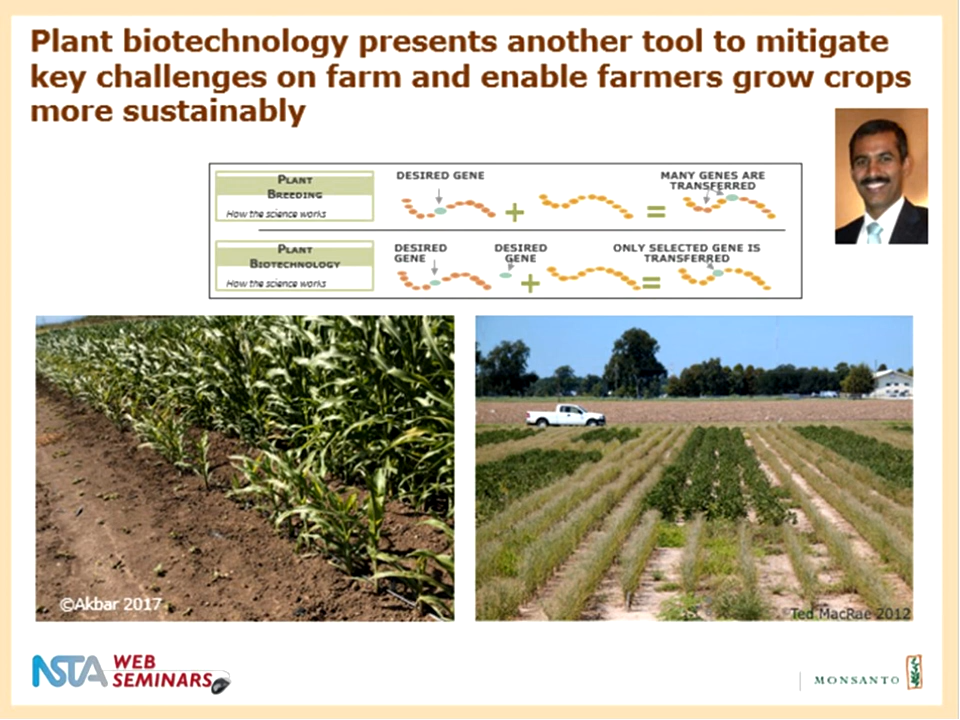 Plant biotechnology presents another tool to mitigate
key challenges on farm and enable farmers grow crops
more sustainably
PLANT
BREEDING
How the science works
DESIRED GENE
MANY GENES ARE
TRANSFERRED
+
=
PLANT
BIOTECHNOLOGY
How the science works
DESIRED
GENE
DESIRED
GENE
ONLY SELECTED GENE IS
TRANSFERRED
+
=
©Akbar 2017
©Ted MacRae 2012
NSTA WEB
SEMINARS
MONSANTO